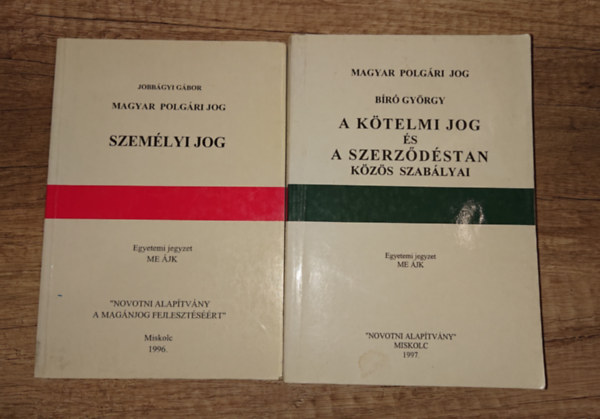 JOBBÁGYI GÁBOR
MAGYAR POLGÁRI JOG
SZEMÉLYI JOG
Egyetemi jegyzet
ME ÁJK
"NOVOTNI ALAPÍTVÁNY
A MAGÁNJOG FEJLESZTÉSÉÉRT"
Miskolc
1996.
MAGYAR POLGÁRI JOG
BÍRÓ GYÖRGY
A KÖTELMI JOG
ÉS
A SZERZŐDÉSTAN
KÖZÖS SZABÁLYAI
Egyetemi jegyzet
ME ÁJK
"NOVOTNI ALAPÍTVÁNY"
MISKOLC
1997.